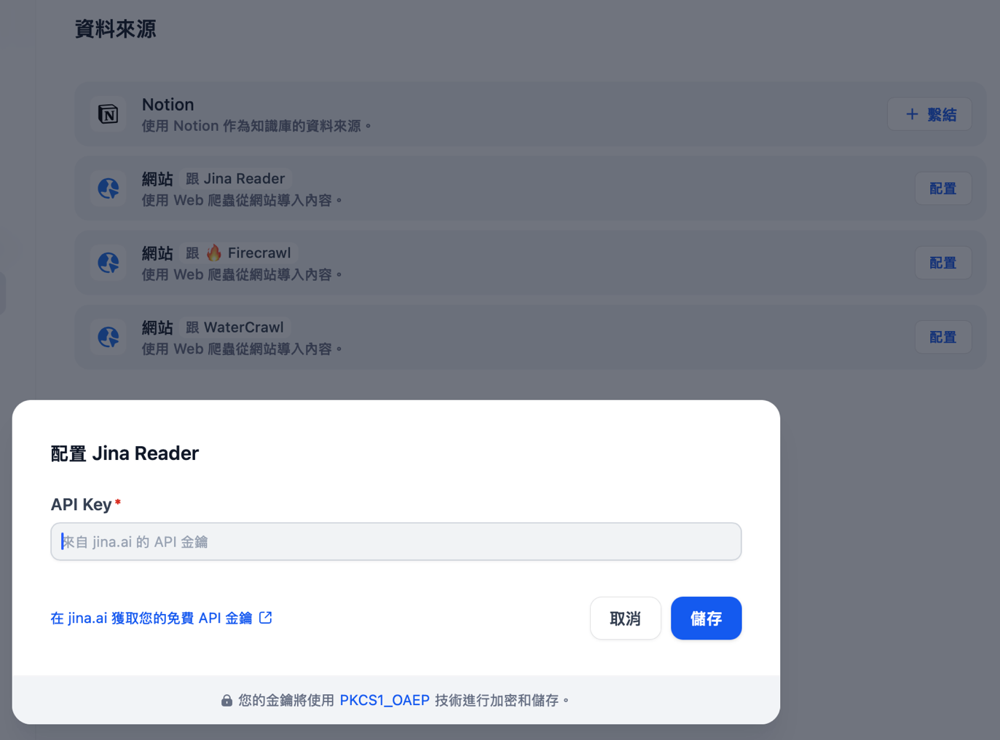 資料來源
Notion
使用 Notion 作為知識庫的資料來源。
+ 繫結
網站 跟 Jina Reader
使用 Web 爬蟲從網站導入內容。
配置
網站 跟 🔥 Firecrawl
使用 Web 爬蟲從網站導入內容。
配置
網站 跟 WaterCrawl
使用 Web 爬蟲從網站導入內容。
配置
配置 Jina Reader
API Key*
來自 jina.ai 的 API 金鑰
在 jina.ai 獲取您的免費 API 金鑰
取消
儲存
您的金鑰將使用 PKCS1_OAEP 技術進行加密和儲存。